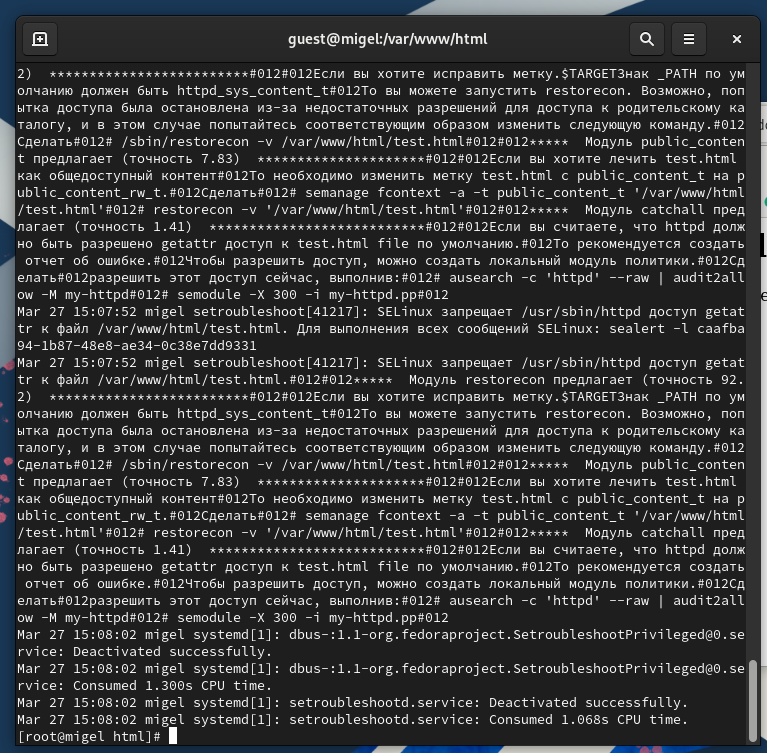 guest@migel:/var/www/html
2)  *************************#012#012Если вы хотите исправить метку.$TARGETЗнак _PATH по ум
олчанию должен быть httpd_sys_content_t#012То вы можете запустить restorecon. Возможно, поп
ытка доступа была остановлена из-за недостаточных разрешений для доступа к родительскому ка
талогу, и в этом случае попытайтесь соответствующим образом изменить следующую команду.#012
Сделать#012# /sbin/restorecon -v /var/www/html/test.html#012#012*****  Модуль public_conten
t предлагает (точность 7.83)  *********************#012#012Если вы хотите лечить test.html
как общедоступный контент#012То необходимо изменить метку test.html с public_content_t на p
ublic_content_rw_t.#012Сделать#012# semanage fcontext -a -t public_content_t '/var/www/html
/test.html'#012# restorecon -v '/var/www/html/test.html'#012#012*****  Модуль catchall пред
лагает (точность 1.41)  ***************************#012#012Если вы считаете, что httpd долж
но быть разрешено getattr доступ к test.html file по умолчанию.#012То рекомендуется создать
 отчет об ошибке.#012Чтобы разрешить доступ, можно создать локальный модуль политики.#012Сд
елать#012разрешить этот доступ сейчас, выполнив:#012# ausearch -c 'httpd' --raw | audit2all
ow -M my-httpd#012# semodule -X 300 -i my-httpd.pp#012
Mar 27 15:07:52 migel setroubleshoot[41217]: SELinux запрещает /usr/sbin/httpd доступ getat
tr к файл /var/www/html/test.html. Для выполнения всех сообщений SELinux: sealert -l caafba
94-1b87-48e8-ae34-0c38e7dd9331
Mar 27 15:07:52 migel setroubleshoot[41217]: SELinux запрещает /usr/sbin/httpd доступ getat
tr к файл /var/www/html/test.html.#012#012*****  Модуль restorecon предлагает (точность 92.
2)  *************************#012#012Если вы хотите исправить метку.$TARGETЗнак _PATH по ум
олчанию должен быть httpd_sys_content_t#012То вы можете запустить restorecon. Возможно, поп
ытка доступа была остановлена из-за недостаточных разрешений для доступа к родительскому ка
талогу, и в этом случае попытайтесь соответствующим образом изменить следующую команду.#012
Сделать#012# /sbin/restorecon -v /var/www/html/test.html#012#012*****  Модуль public_conten
t предлагает (точность 7.83)  *********************#012#012Если вы хотите лечить test.html
как общедоступный контент#012То необходимо изменить метку test.html с public_content_t на p
ublic_content_rw_t.#012Сделать#012# semanage fcontext -a -t public_content_t '/var/www/html
/test.html'#012# restorecon -v '/var/www/html/test.html'#012#012*****  Модуль catchall пред
лагает (точность 1.41)  ***************************#012#012Если вы считаете, что httpd долж
но быть разрешено getattr доступ к test.html file по умолчанию.#012То рекомендуется создать
 отчет об ошибке.#012Чтобы разрешить доступ, можно создать локальный модуль политики.#012Сд
елать#012разрешить этот доступ сейчас, выполнив:#012# ausearch -c 'httpd' --raw | audit2all
ow -M my-httpd#012# semodule -X 300 -i my-httpd.pp#012
Mar 27 15:08:02 migel systemd[1]: dbus-:1.1-org.fedoraproject.SetroubleshootPrivileged@0.se
rvice: Deactivated successfully.
Mar 27 15:08:02 migel systemd[1]: dbus-:1.1-org.fedoraproject.SetroubleshootPrivileged@0.se
rvice: Consumed 1.300s CPU time.
Mar 27 15:08:02 migel systemd[1]: setroubleshootd.service: Deactivated successfully.
Mar 27 15:08:02 migel systemd[1]: setroubleshootd.service: Consumed 1.068s CPU time.
[root@migel html]#